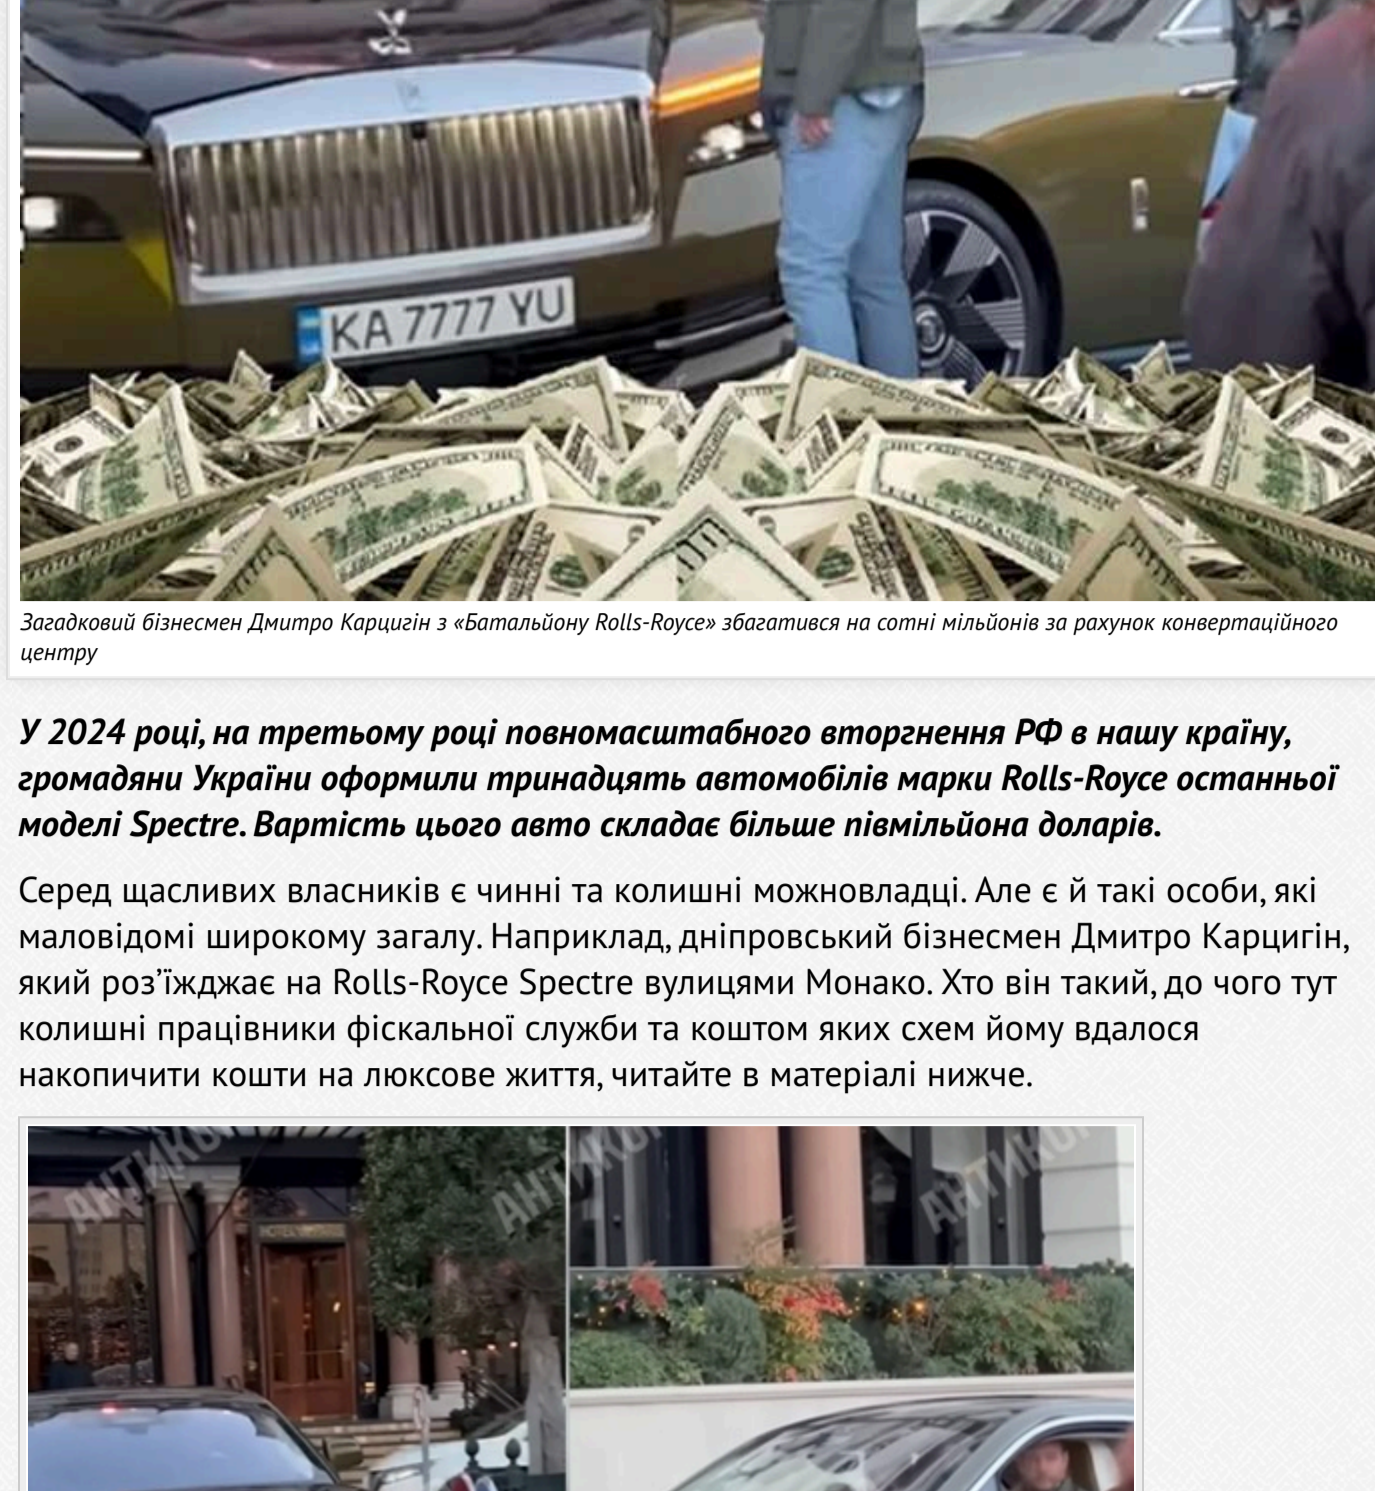 KA 7777 YU
Загадковий бізнесмен Дмитро Карцигін з «Батальйону Rolls-Royce» збагатився на сотні мільйонів за рахунок конвертаційного
центру
У 2024 році, на третьому році повномасштабного вторгнення РФ в нашу країну,
громадяни України оформили тринадцять автомобілів марки Rolls-Royce останньої
моделі Spectre. Вартість цього авто складає більше півмільйона доларів.
Серед щасливих власників є чинні та колишні можновладці. Але є й такі особи, які
маловідомі широкому загалу. Наприклад, дніпровський бізнесмен Дмитро Карцигін,
який роз’їжджає на Rolls-Royce Spectre вулицями Монако. Хто він такий, до чого тут
колишні працівники фіскальної служби та коштом яких схем йому вдалося
накопичити кошти на люксове життя, читайте в матеріалі нижче.